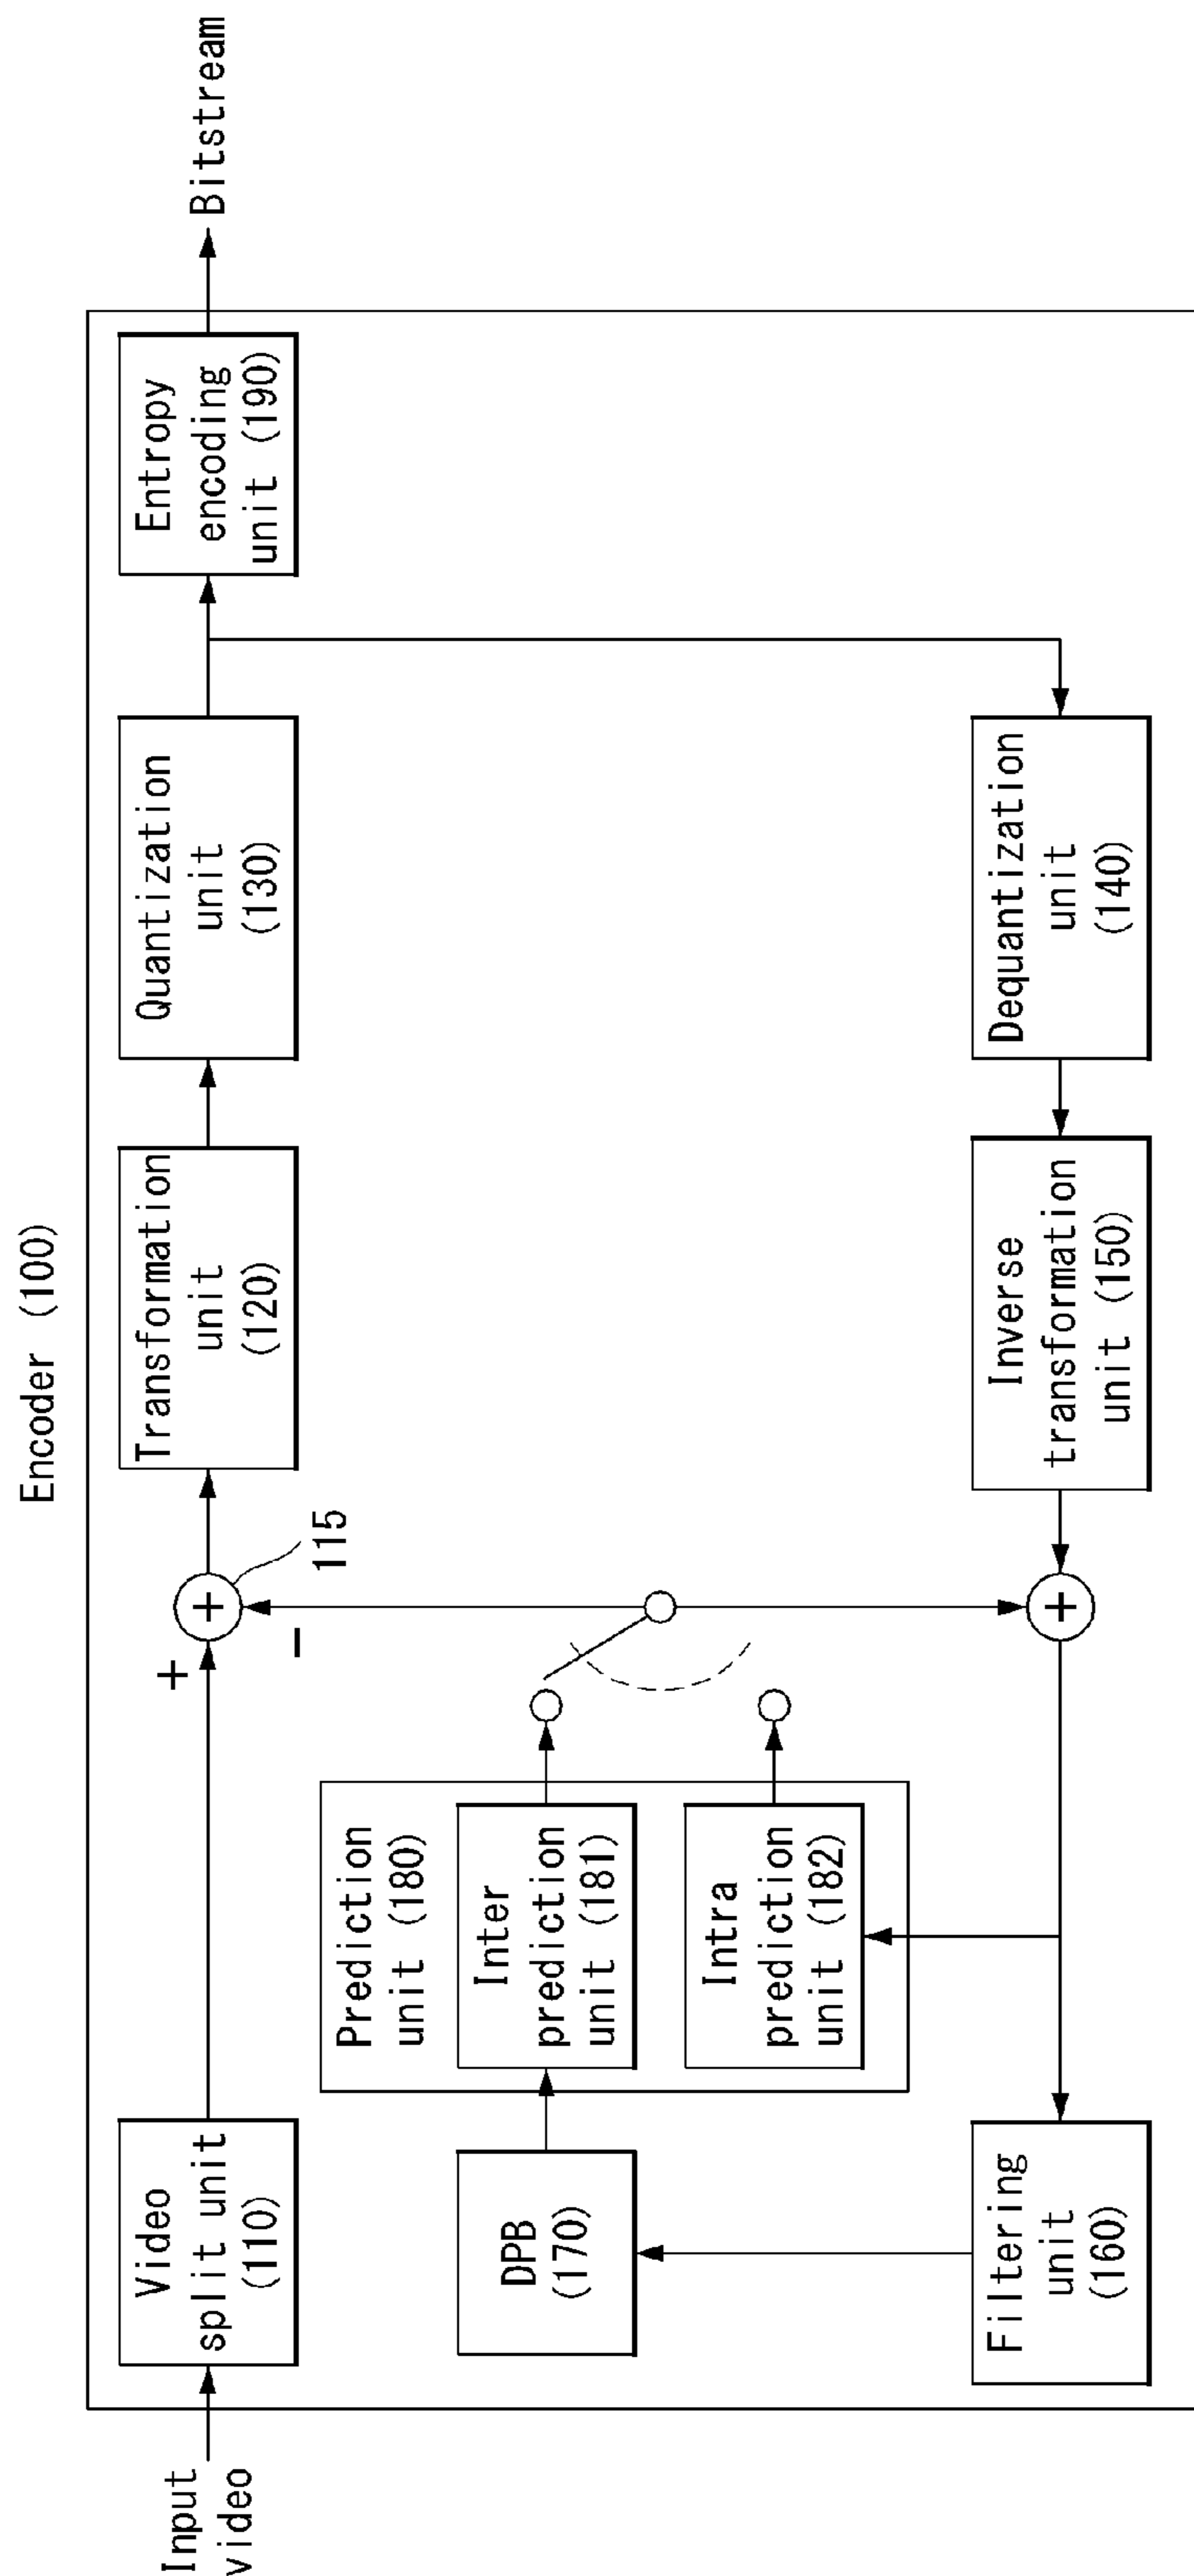 Encoder (100)
Input
video
Video
split unit
(110)
+
-
+
115
Transformation
unit
(120)
Quantization
unit
(130)
Entropy
encoding
unit (190)
Bitstream
Prediction
unit (180)
DPB
(170)
Inter
prediction
unit (181)
Intra
prediction
unit (182)
Filtering
unit
(160)
+
Inverse
transformation
unit (150)
Dequantization
unit
(140)